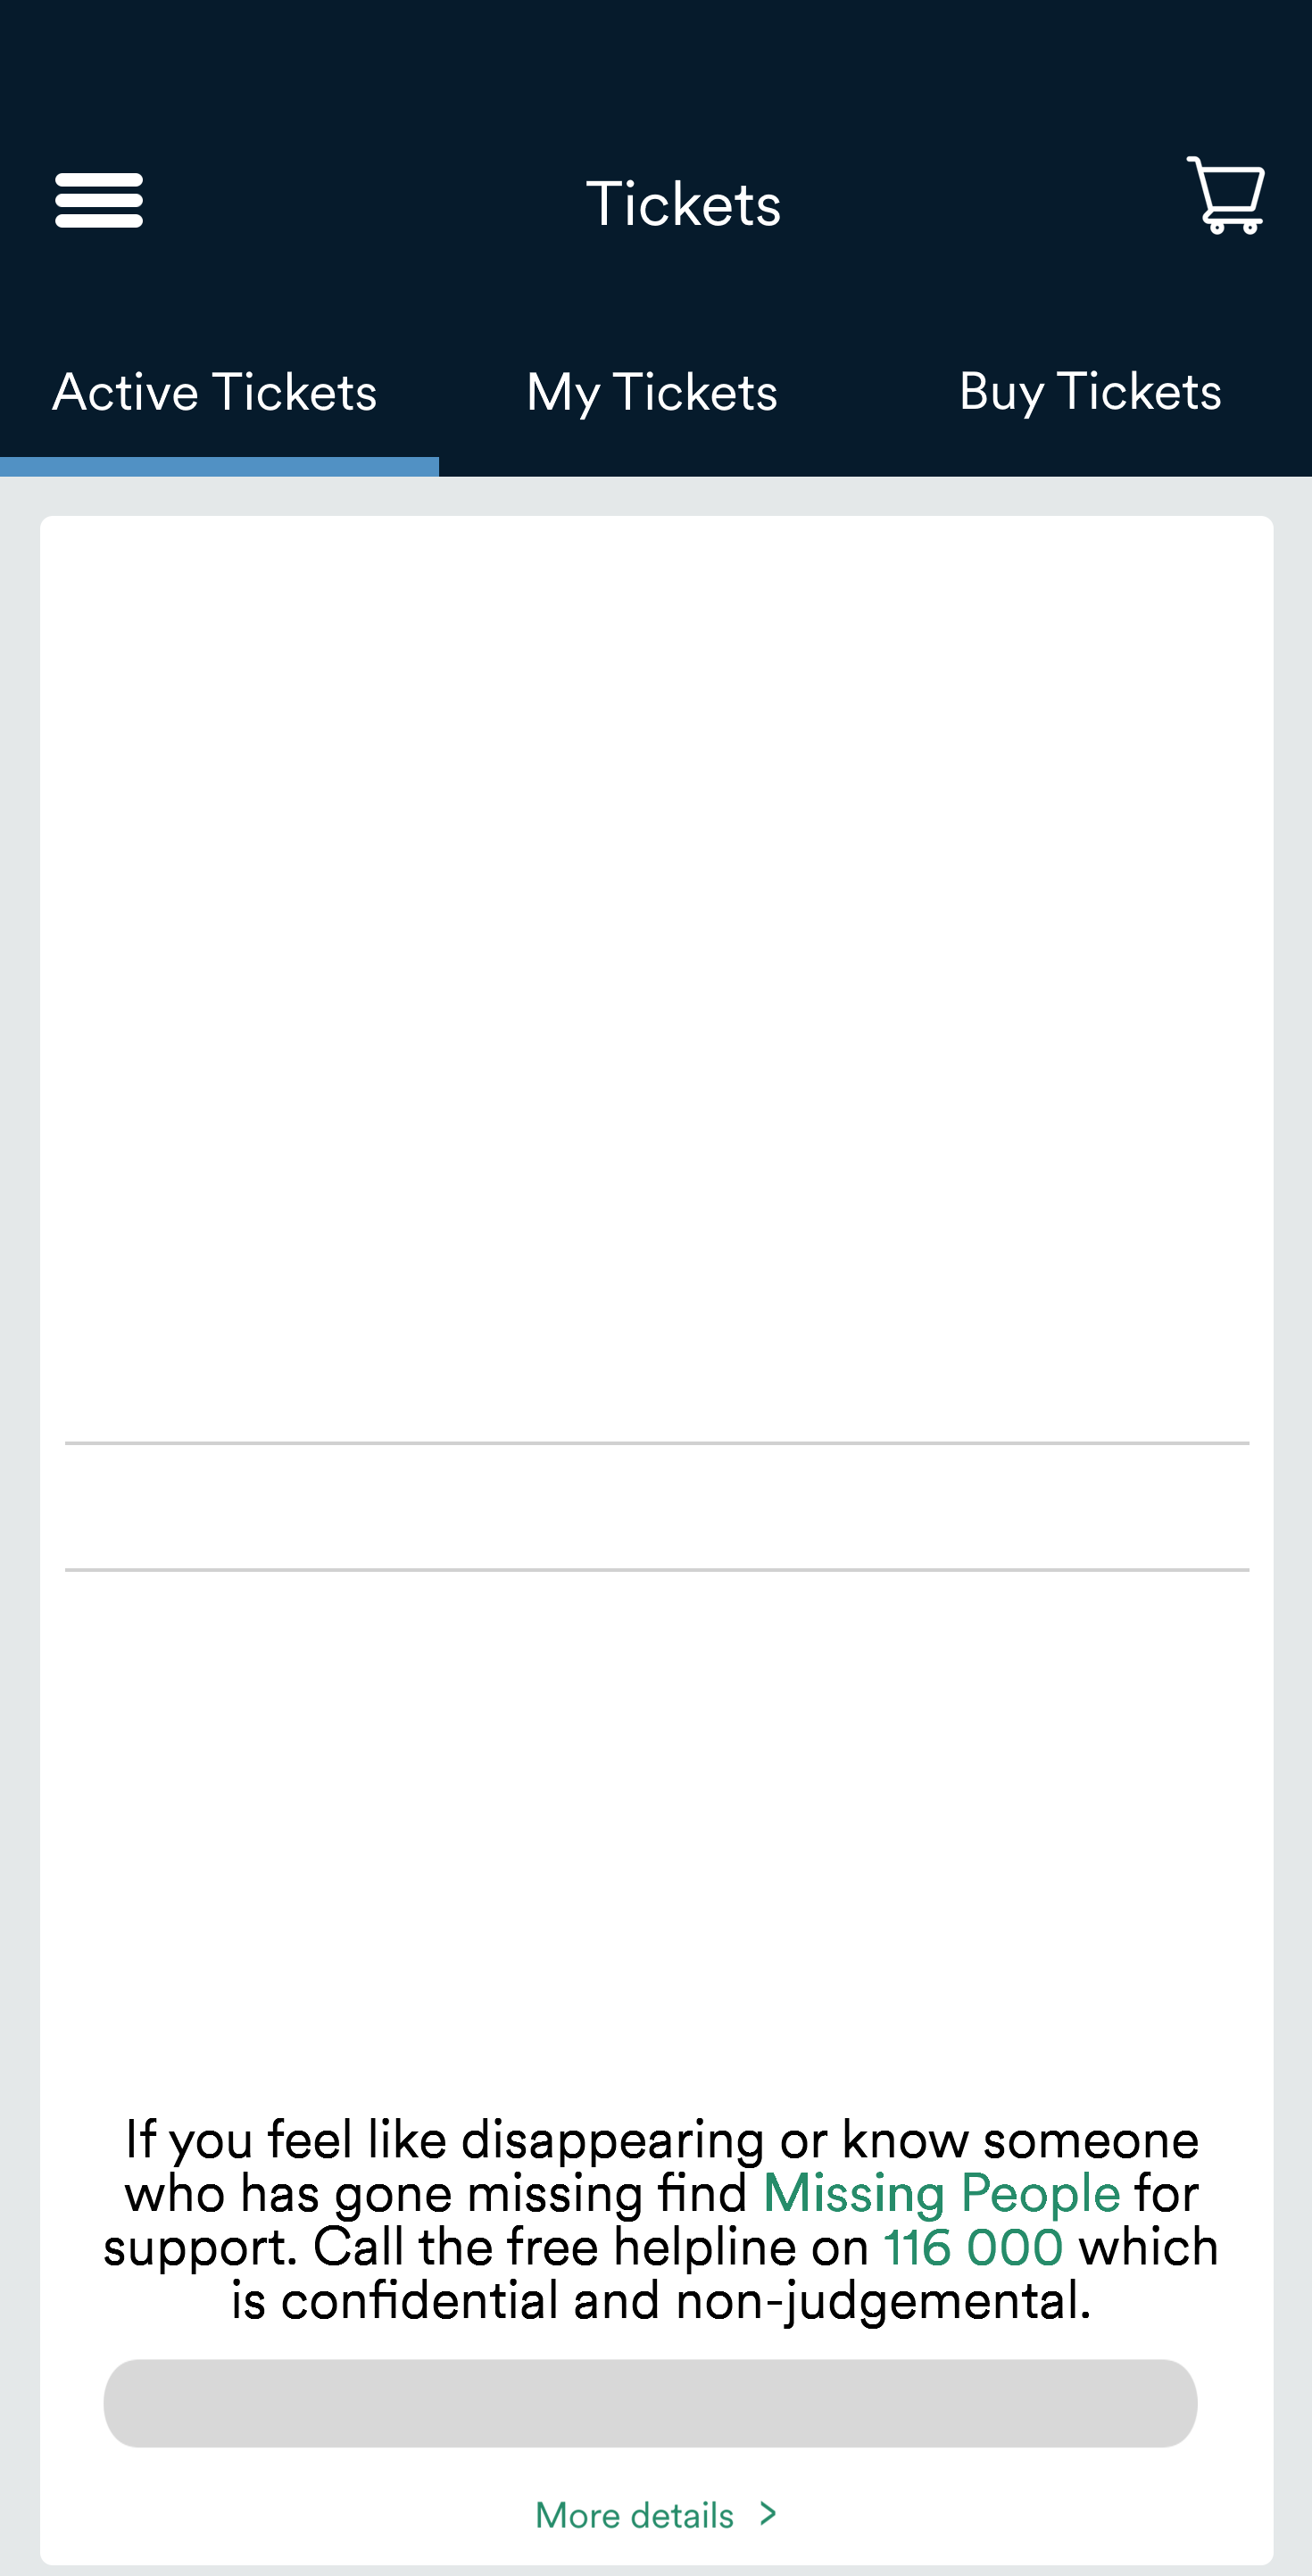 Tickets
Active Tickets
My Tickets
Buy Tickets
If you feel like disappearing or know someone
who has gone missing find Missing People for
support. Call the free helpline on 116 000 which
is confidential and non-judgemental.
More details >